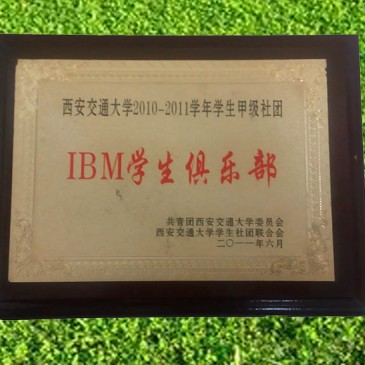 西安交通大学2010-2011学年学生甲级社团
IBM学生俱乐部
共青团西安交通大学委员会
西安交通大学学生社团联合会
二〇一一年六月